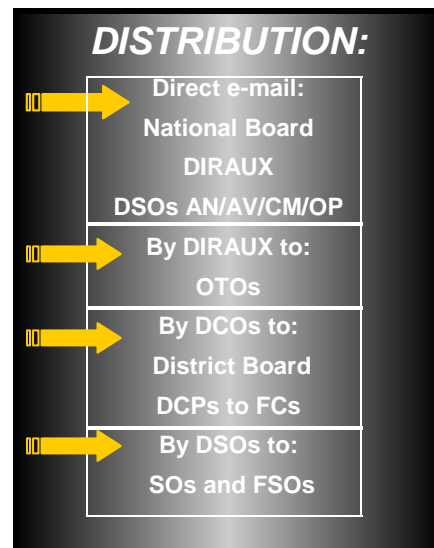 DISTRIBUTION:
Direct e-mail:
National Board
DIRAUX
DSOs AN/AV/CM/OP
By DIRAUX to:
OTOs
By DCOs to:
District Board
DCPs to FCs
By DSOs to:
SOs and FSOs